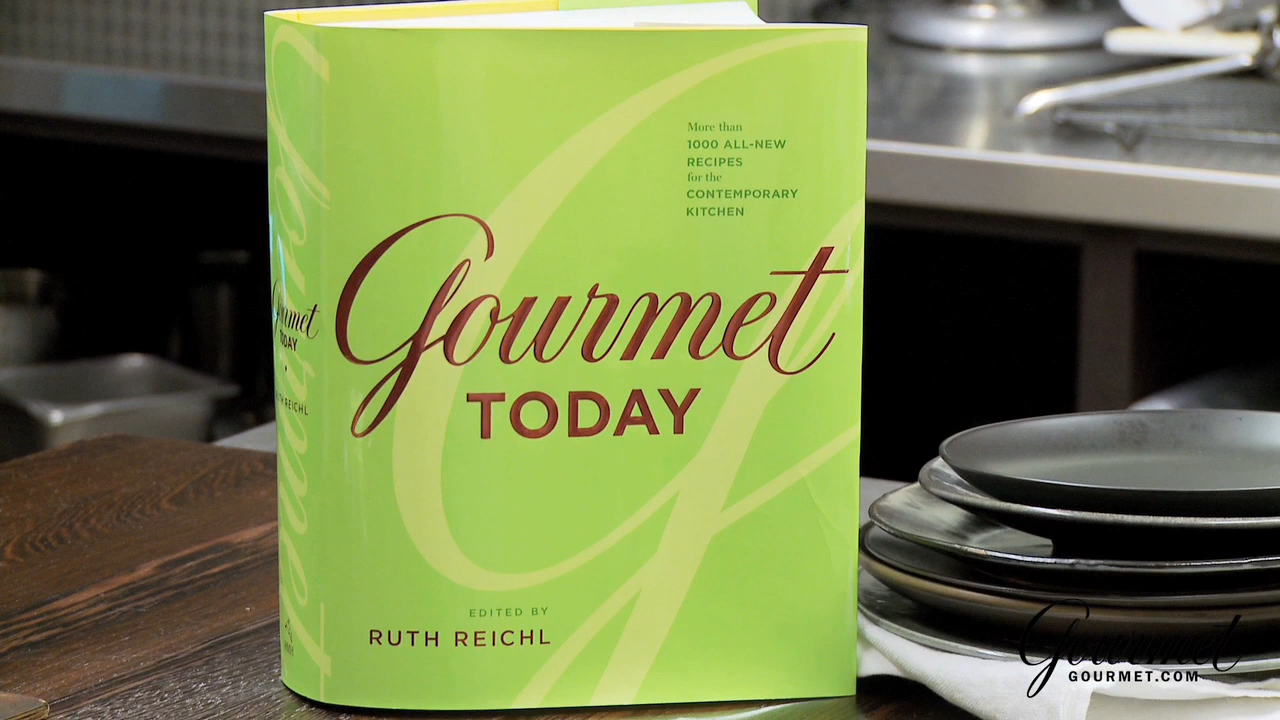 More than
1000 ALL-NEW
RECIPES
for the
CONTEMPORARY
KITCHEN
Gourmet
TODAY
EDITED BY
RUTH REICHL
Gourmet
TODAY
RUTH REICHL
Gourmet
Gourmet
GOURMET.COM